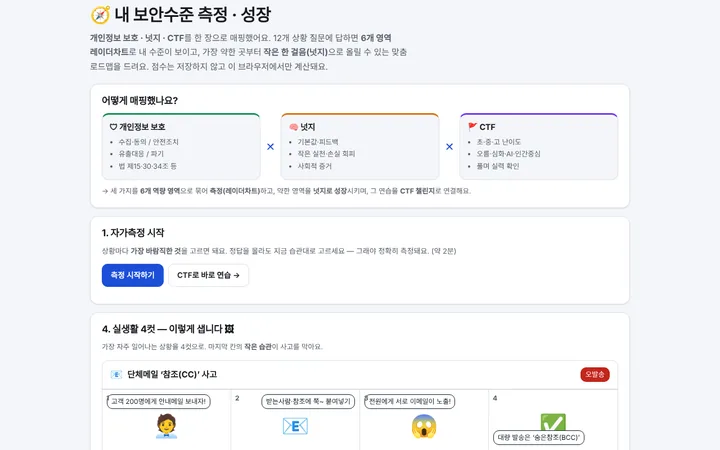 🧭 내 보안수준 측정 · 성장
개인정보 보호 · 넛지 · CTF를 한 장으로 매핑했어요. 12개 상황 질문에 답하면 6개 영역
레이더차트로 내 수준이 보이고, 가장 약한 곳부터 작은 한 걸음(넛지)으로 올릴 수 있는 맞춤
로드맵을 드려요. 점수는 저장하지 않고 이 브라우저에서만 계산돼요.
어떻게 매핑했나요?
🛡 개인정보 보호
• 수집·동의 / 안전조치
• 유출대응 / 파기
• 법 제15·30·34조 등
×
🧠 넛지
• 기본값·피드백
• 작은 실천·손실 회피
• 사회적 증거
×
🚩 CTF
• 초·중·고 난이도
• 오픔·심화·AI·인간중심
• 풀며 실력 확인
→ 세 가지를 6개 역량 영역으로 묶어 측정(레이더차트)하고, 약한 영역을 넛지로 성장시키며, 그 연습을 CTF 챌린지로 연결해요.
1. 자가측정 시작
상황마다 가장 바람직한 것을 고르면 돼요. 정답을 몰라도 지금 습관대로 고르세요 — 그래야 정확히 측정돼요. (약 2분)
측정 시작하기
CTF로 바로 연습 →
4. 실생활 4컷 — 이렇게 샙니다 🖼
가장 자주 일어나는 상황을 4컷으로. 마지막 칸의 작은 습관이 사고를 막아요.
📧 단체메일 ‘참조(CC)’ 사고
오발송
1
고객 200명에게 안내메일 보내자!
2
받는사람·참조에 쭉~ 붙여넣기
3
전원에게 서로 이메일이 노출!
4
대량 발송은 ‘숨은참조(BCC)’